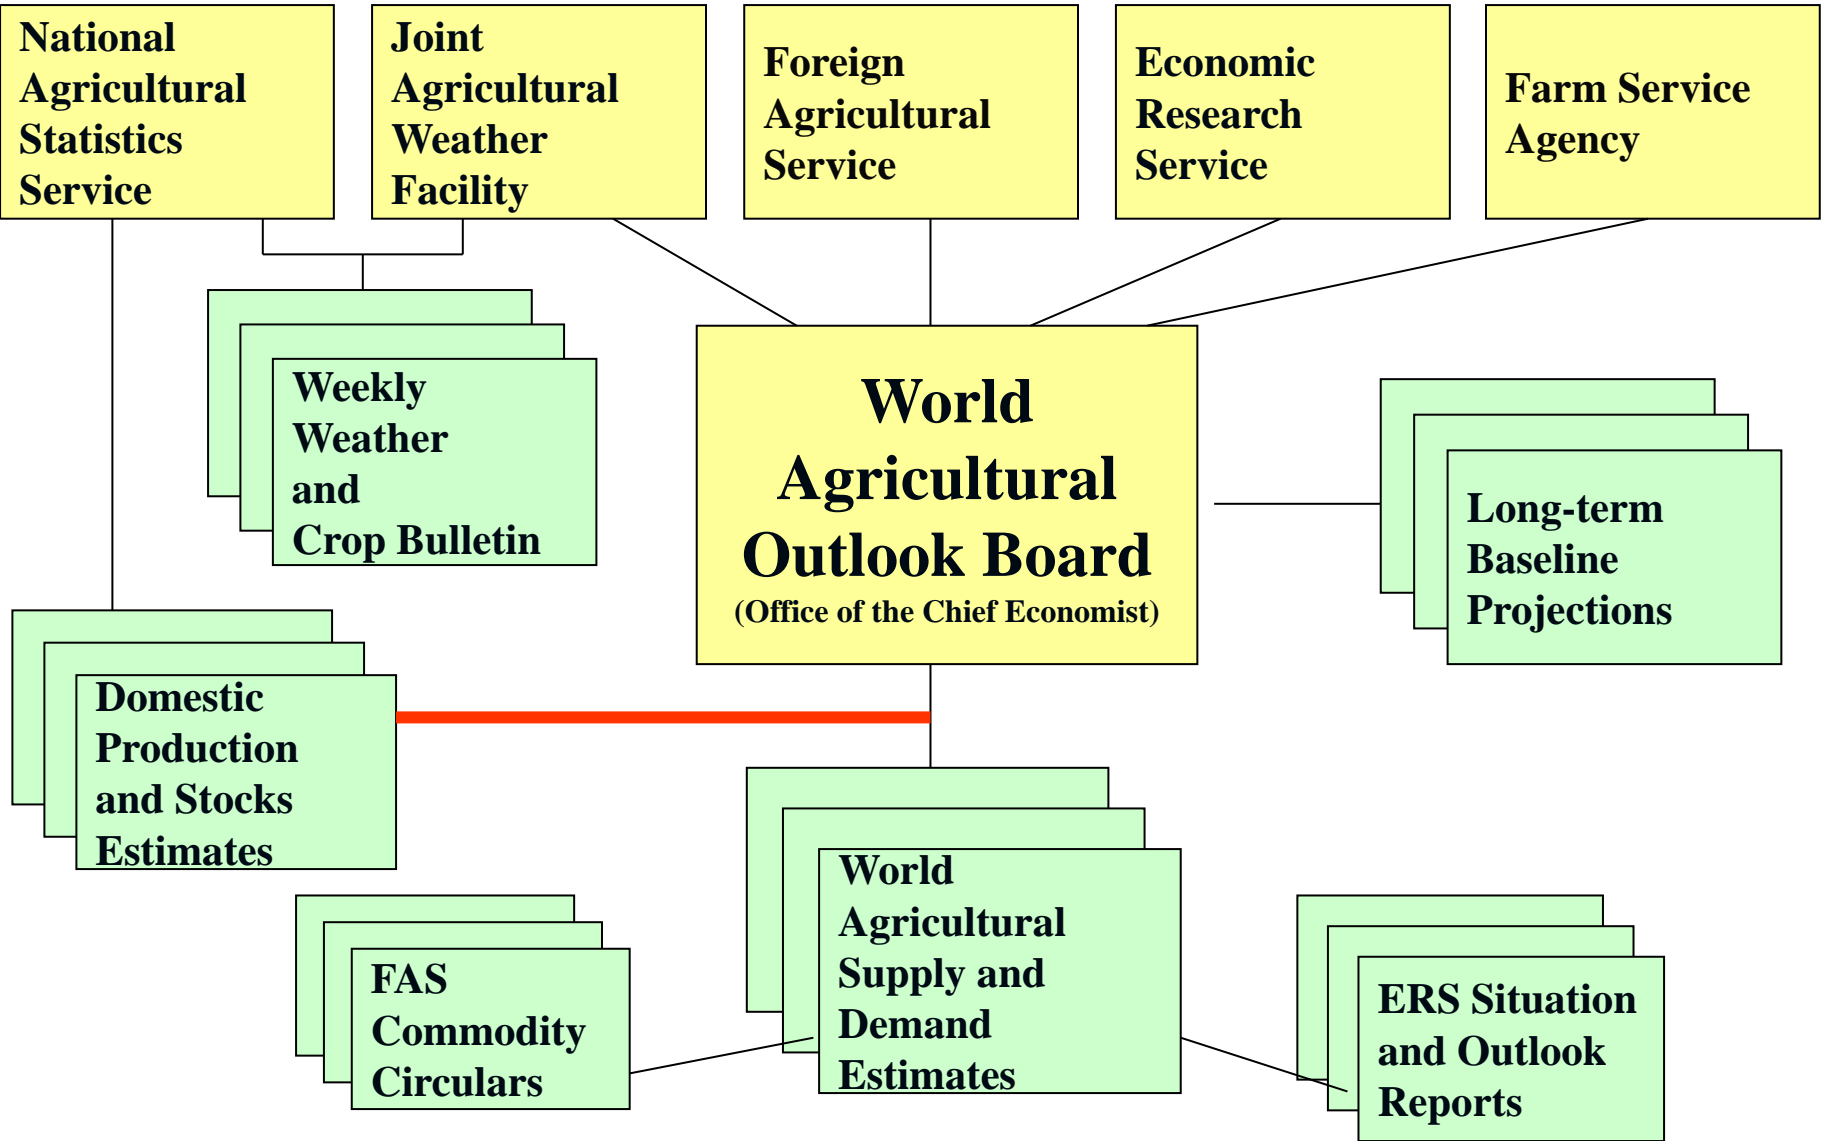 National
Agricultural
Statistics
Service
Joint
Agricultural
Weather
Facility
Foreign
Agricultural
Service
Economic
Research
Service
Farm Service
Agency
Weekly
Weather
and
Crop Bulletin
World
Agricultural
Outlook Board
(Office of the Chief Economist)
Long-term
Baseline
Projections
Domestic
Production
and Stocks
Estimates
World
Agricultural
Supply and
Demand
Estimates
FAS
Commodity
Circulars
ERS Situation
and Outlook
Reports